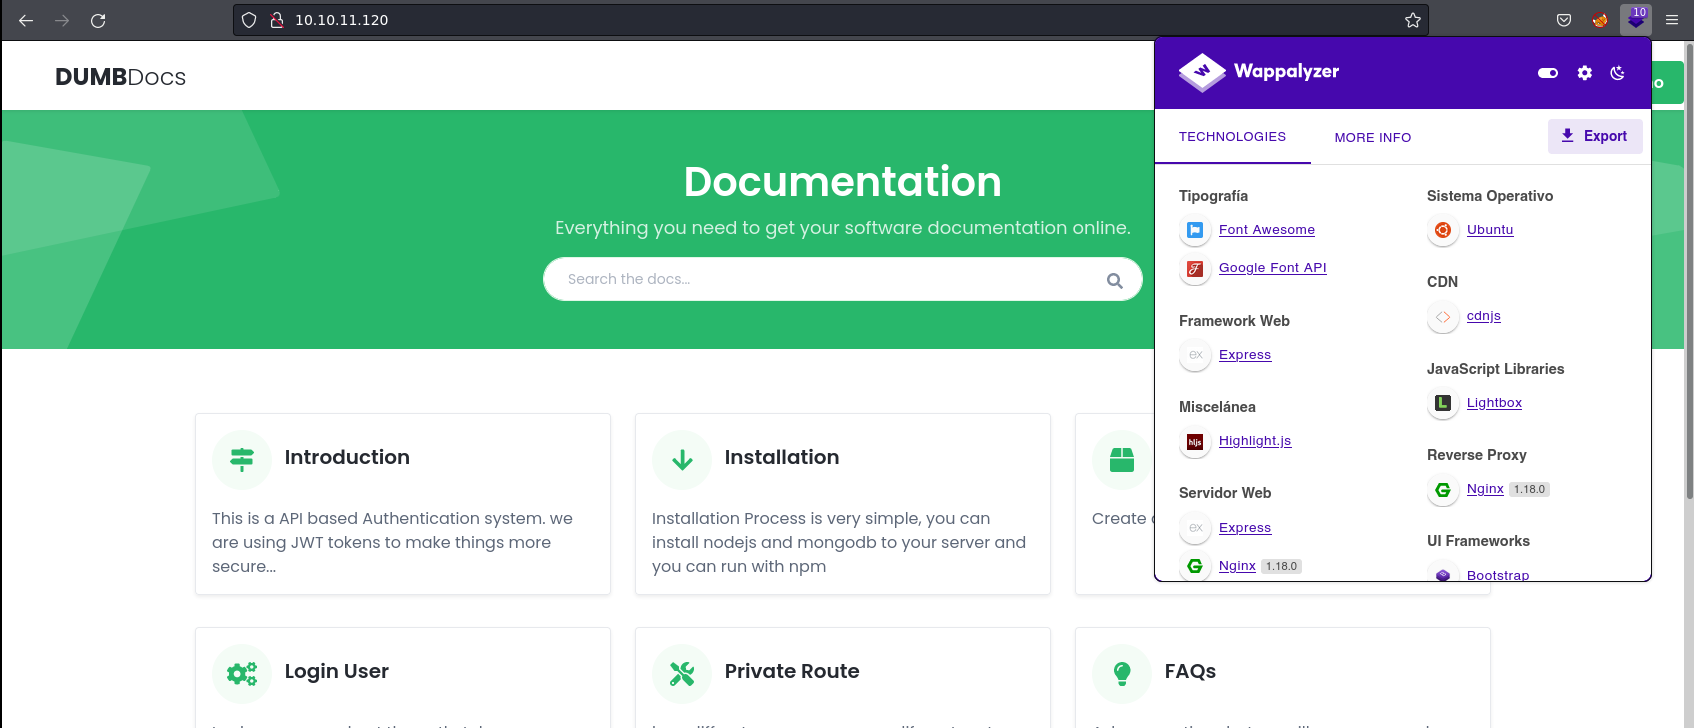 10.10.11.120
10
DUMBDocs
Documentation
Everything you need to get your software documentation online.
Search the docs...
Introduction
This is a API based Authentication system. we
are using JWT tokens to make things more
secure...
Installation
Installation Process is very simple, you can
install nodejs and mongodb to your server and
you can run with npm
Create
Login User
Private Route
FAQs
Wappalyzer
TECHNOLOGIES
MORE INFO
Export
Tipografía
Font Awesome
Google Font API
Framework Web
Express
Miscelánea
Highlight.js
Servidor Web
Express
Nginx 1.18.0
Sistema Operativo
Ubuntu
CDN
cdnjs
JavaScript Libraries
Lightbox
Reverse Proxy
Nginx 1.18.0
UI Frameworks
Bootstrap